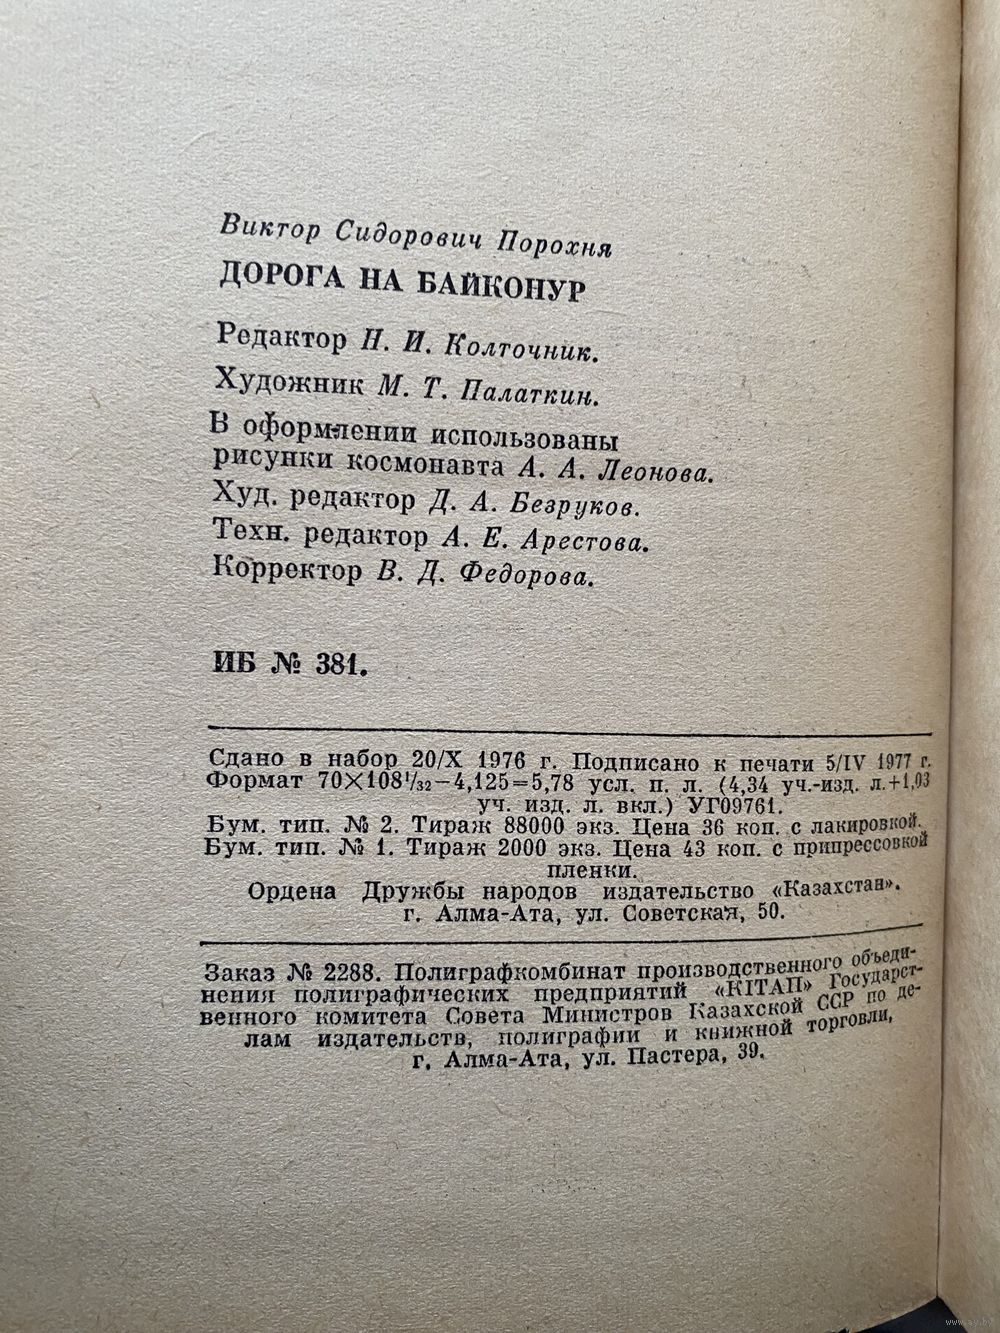 Виктор Сидорович Порохня
ДОРОГА НА БАЙКОНУР
Редактор Н. И. Колточник.
Художник М. Т. Палаткин.
В оформлении использованы
рисунки космонавта А. А. Леонова.
Худ. редактор Д. А. Безруков.
Техн. редактор А. Е. Арестова.
Корректор В. Д. Федорова.
ИБ № 381.
Сдано в набор 20/X 1976 г. Подписано к печати 5/IV 1977 г.
Формат 70×108¹/₃₂—4,125=5,78 усл. п. л. (4,34 уч.-изд. л.+1,03
уч. изд. л. вкл.) УГ09761.
Бум. тип. № 2. Тираж 88000 экз. Цена 36 коп. с лакировкой.
Бум. тип. № 1. Тираж 2000 экз. Цена 43 коп. с припрессовкой
пленки.
Ордена Дружбы народов издательство «Казахстан».
г. Алма-Ата, ул. Советская, 50.
Заказ № 2288. Полиграфкомбинат производственного объеди-
нения полиграфических предприятий «КІТАП» Государст-
венного комитета Совета Министров Казахской ССР по де-
лам издательств, полиграфии и книжной торговли,
г. Алма-Ата, ул. Пастера, 39.
www.ay.by